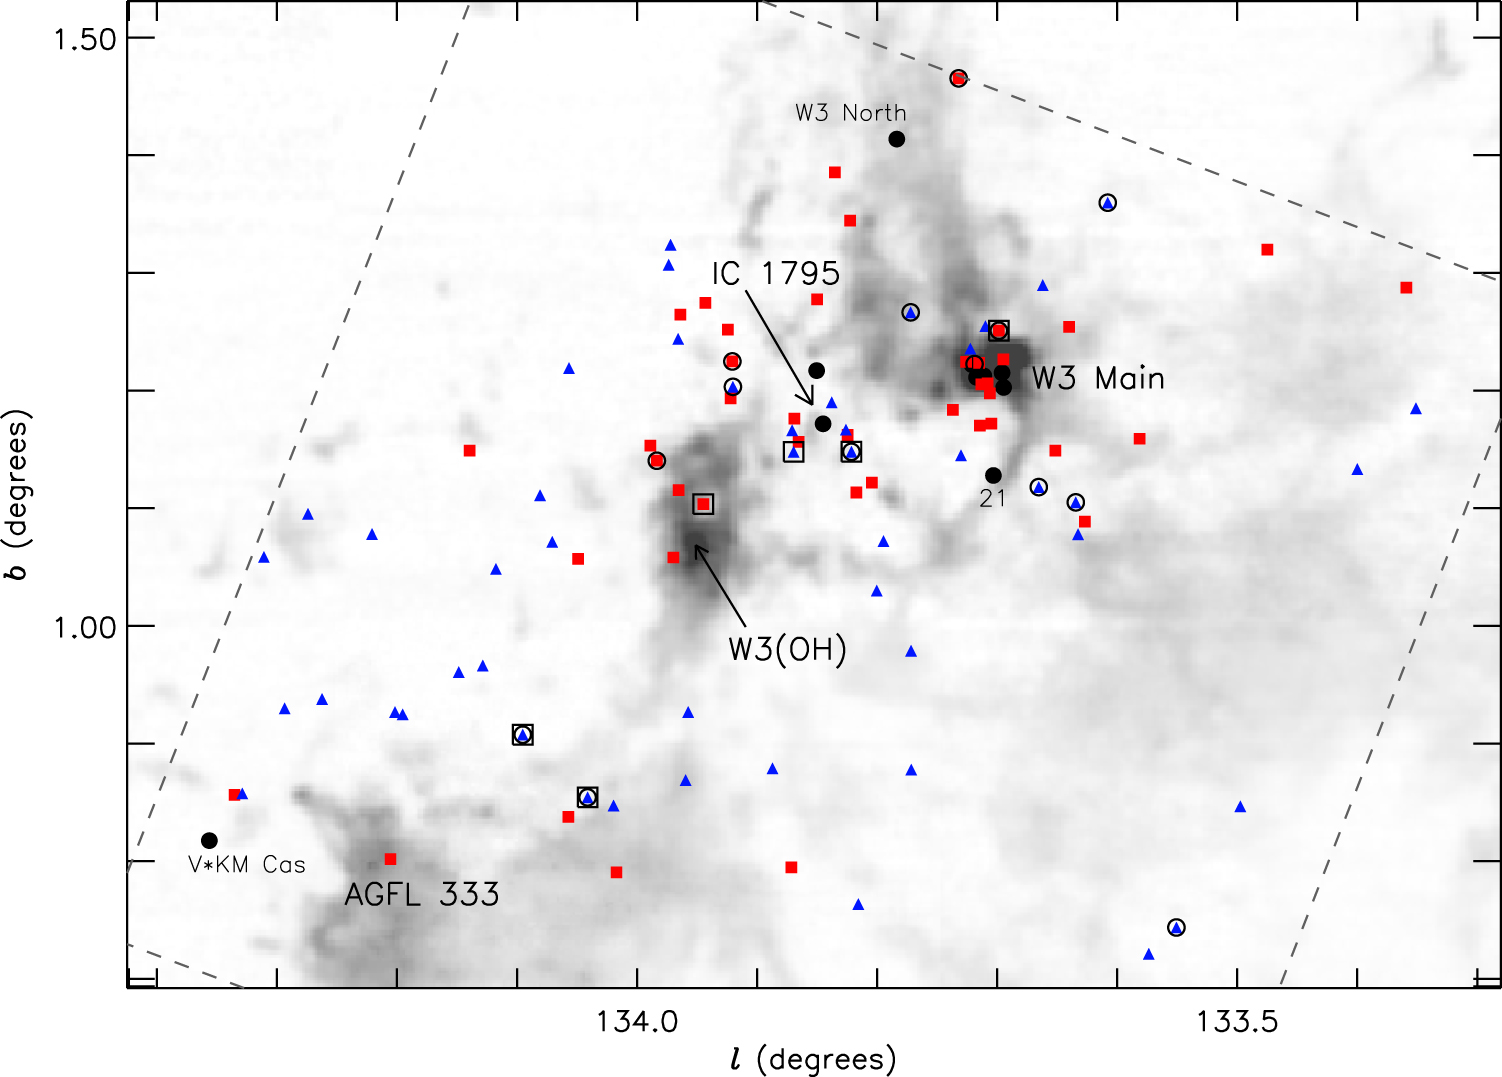 1.50
W3 North
IC 1795
W3 Main
21
b (degrees)
1.00
W3(OH)
V*KM Cas
AGFL 333
134.0
133.5
l (degrees)